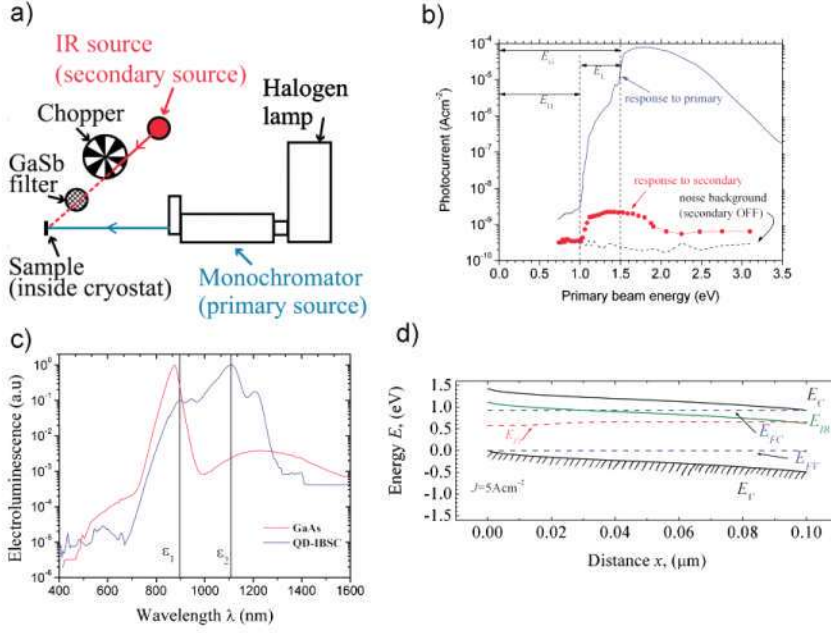 a)
IR source
(secondary source)
Chopper
GaSb
filter
Halogen
lamp
Sample
(inside cryostat)
Monochromator
(primary source)
b)
Photocurrent (Acm⁻²)
10⁻⁴
10⁻⁵
10⁻⁶
10⁻⁷
10⁻⁸
10⁻⁹
10⁻¹⁰
response to primary
response to secondary
noise background
(secondary OFF)
0.0 0.5 1.0 1.5 2.0 2.5 3.0 3.5
Primary beam energy (eV)
c)
Electroluminescence (a.u)
10⁰
10⁻¹
10⁻²
10⁻³
10⁻⁴
10⁻⁵
10⁻⁶
ε₁
ε₂
GaAs
QD-IBSC
400 600 800 1000 1200 1400 1600
Wavelength λ (nm)
d)
Energy E, (eV)
1.5
1.0
0.5
0.0
-0.5
-1.0
-1.5
E_C
E_FC
J=5Acm⁻²
0.00 0.02 0.04 0.06 0.08 0.10
Distance x, (μm)